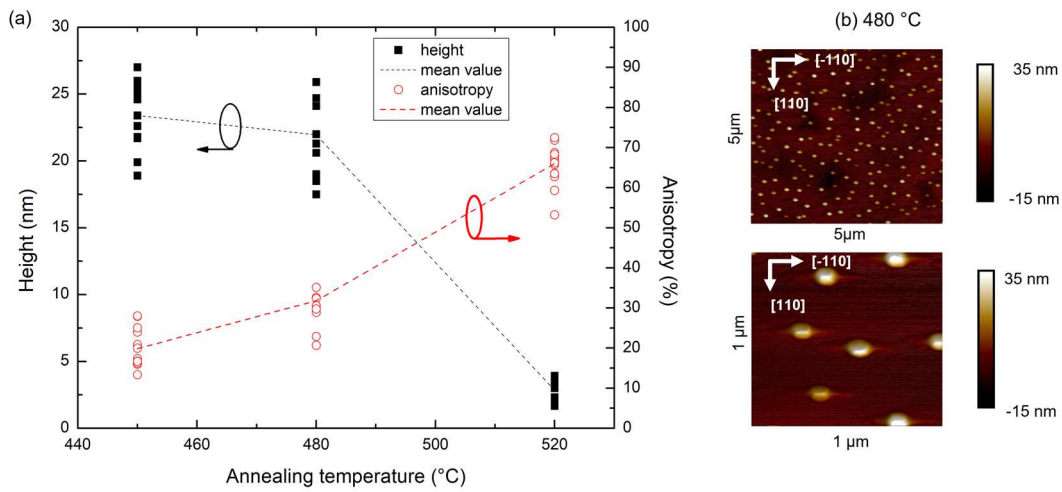 (a)
30
25
20
15
10
5
0
Height (nm)
440
460
480
500
520
Annealing temperature (°C)
100
90
80
70
60
50
40
30
20
10
0
Anisotropy (%)
height
mean value
anisotropy
mean value
(b) 480 °C
[-110]
[110]
5µm
5µm
35 nm
-15 nm
[-110]
[110]
1 µm
1 µm
35 nm
-15 nm